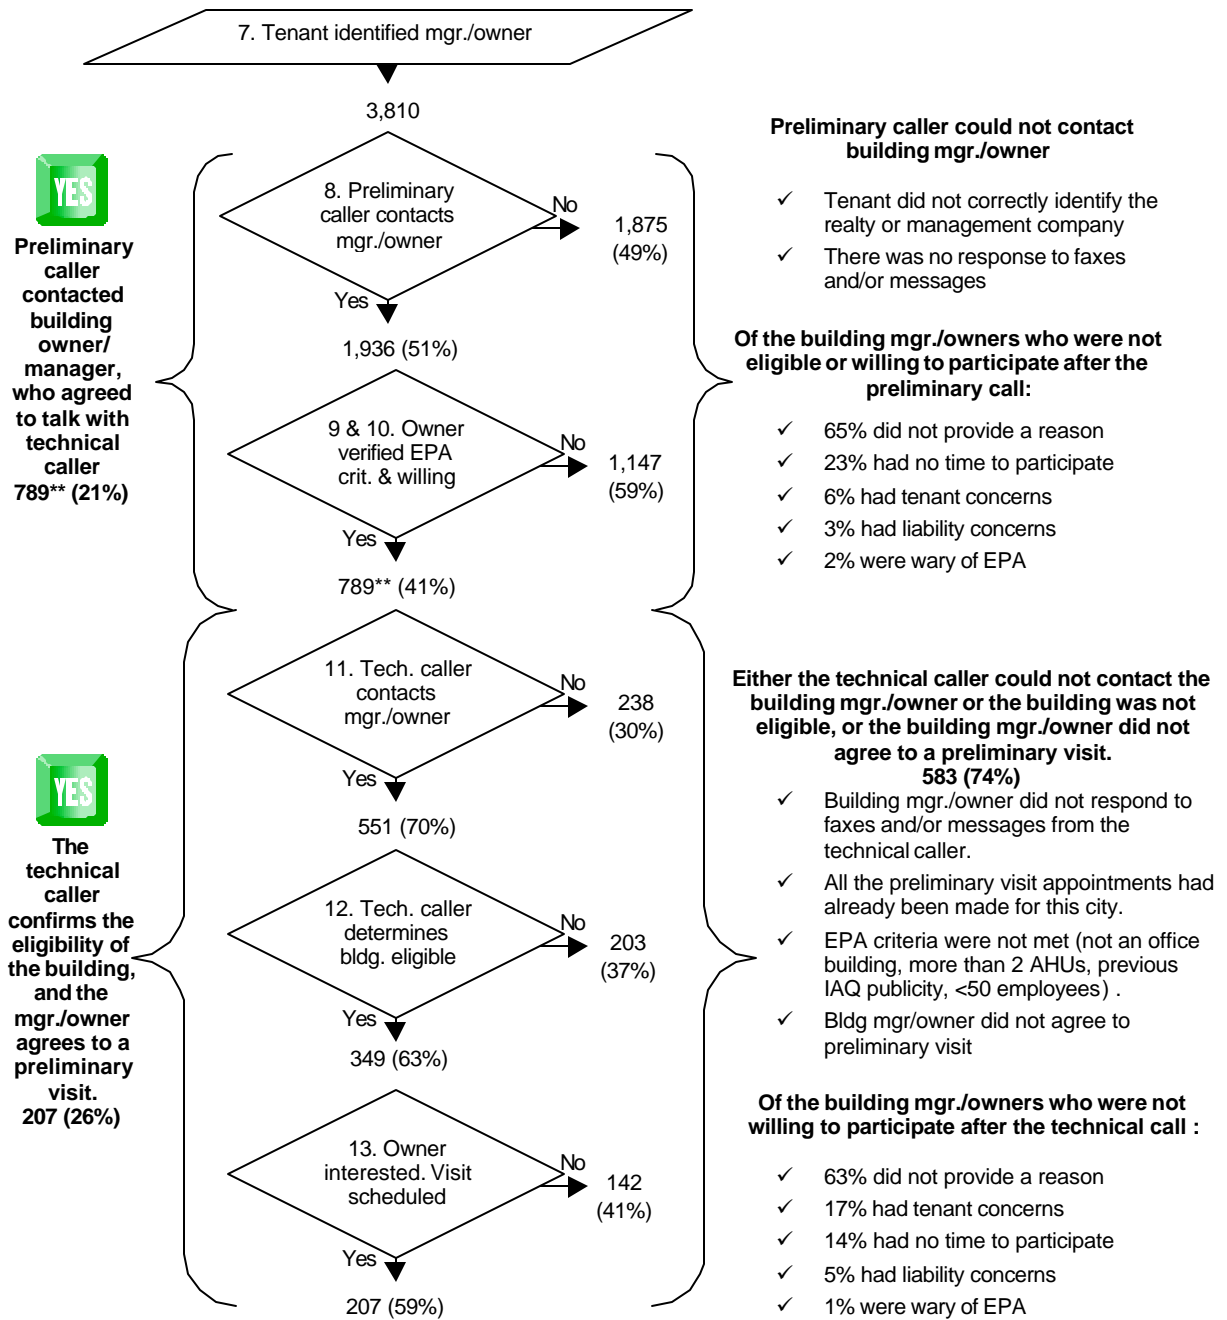 7. Tenant identified mgr./owner
3,810
8. Preliminary
caller contacts
mgr./owner
No
1,875
(49%)
Yes
1,936 (51%)
9 & 10. Owner
verified EPA
crit. & willing
No
1,147
(59%)
Yes
789** (41%)
11. Tech. caller
contacts
mgr./owner
No
238
(30%)
Yes
551 (70%)
12. Tech. caller
determines
bldg. eligible
No
203
(37%)
Yes
349 (63%)
13. Owner
interested. Visit
scheduled
No
142
(41%)
Yes
207 (59%)
YES
Preliminary
caller
contacted
building
owner/
manager,
who agreed
to talk with
technical
caller
789** (21%)
YES
The
technical
caller
confirms the
eligibility of
the building,
and the
mgr./owner
agrees to a
preliminary
visit.
207 (26%)
Preliminary caller could not contact
building mgr./owner
✓ Tenant did not correctly identify the
realty or management company
✓ There was no response to faxes
and/or messages
Of the building mgr./owners who were not
eligible or willing to participate after the
preliminary call:
✓ 65% did not provide a reason
✓ 23% had no time to participate
✓ 6% had tenant concerns
✓ 3% had liability concerns
✓ 2% were wary of EPA
Either the technical caller could not contact the
building mgr./owner or the building was not
eligible, or the building mgr./owner did not
agree to a preliminary visit.
583 (74%)
✓ Building mgr./owner did not respond to
faxes and/or messages from the
technical caller.
✓ All the preliminary visit appointments had
already been made for this city.
✓ EPA criteria were not met (not an office
building, more than 2 AHUs, previous
IAQ publicity, <50 employees) .
✓ Bldg mgr/owner did not agree to
preliminary visit
Of the building mgr./owners who were not
willing to participate after the technical call :
✓ 63% did not provide a reason
✓ 17% had tenant concerns
✓ 14% had no time to participate
✓ 5% had liability concerns
✓ 1% were wary of EPA